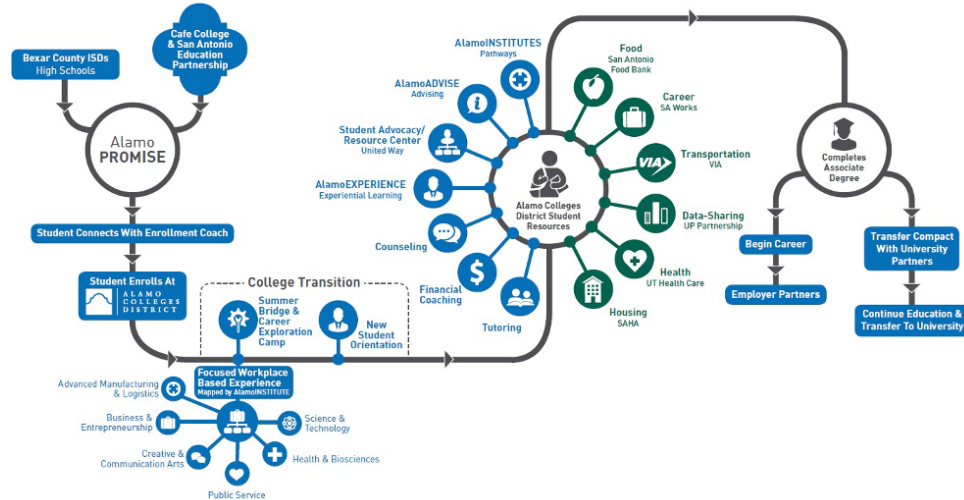 Cafe College
& San Antonio
Education
Partnership
Bexar County ISDs
High Schools
Alamo
PROMISE
Student Connects With Enrollment Coach
Student Enrolls At
ALAMO
COLLEGES
DISTRICT
College Transition
Summer
Bridge &
Career
Exploration
Camp
New
Student
Orientation
Focused Workplace
Based Experience
Mapped by AlamoINSTITUTE
Advanced Manufacturing
& Logistics
Business &
Entrepreneurship
Creative &
Communication Arts
Public Service
Health & Biosciences
Science &
Technology
AlamoINSTITUTES
Pathways
AlamoADVISE
Advising
Student Advocacy/
Resource Center
United Way
AlamoEXPERIENCE
Experiential Learning
Counseling
Financial
Coaching
Tutoring
Alamo Colleges
District Student
Resources
Food
San Antonio
Food Bank
Career
SA Works
VIA
Transportation
VIA
Data-Sharing
UP Partnership
Health
UT Health Care
Housing
SAHA
Completes
Associate
Degree
Begin Career
Employer Partners
Transfer Compact
With University
Partners
Continue Education &
Transfer To University